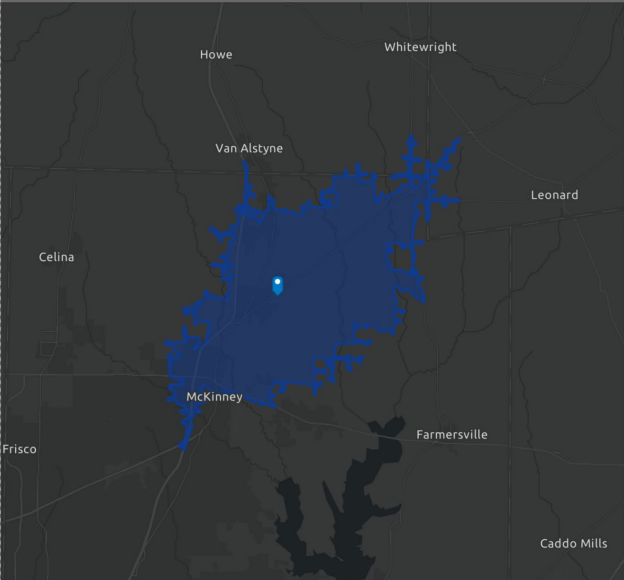 Howe
Whitewright
Van Alstyne
Leonard
Celina
McKinney
Farmersville
Frisco
Caddo Mills